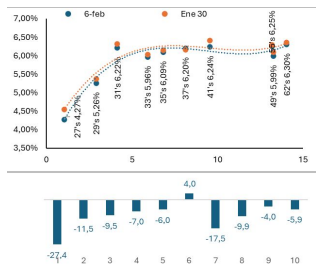 6-feb Ene 30
7,00%
6,50%
6,00%
5,50%
5,00%
4,50%
4,00%
3,50%
27's 4,27%
29's 5,26%
31's 6,22%
33's 5,96%
35's 6,09%
37's 6,20%
41's 6,24%
49's 5,99%
6,25%
62's 6,30%
0 5 10 15
-27,4
-11,5
-9,5
-7,0
-6,0
4,0
-17,5
-9,9
-4,0
-5,9
1 2 3 4 5 6 7 8 9 10